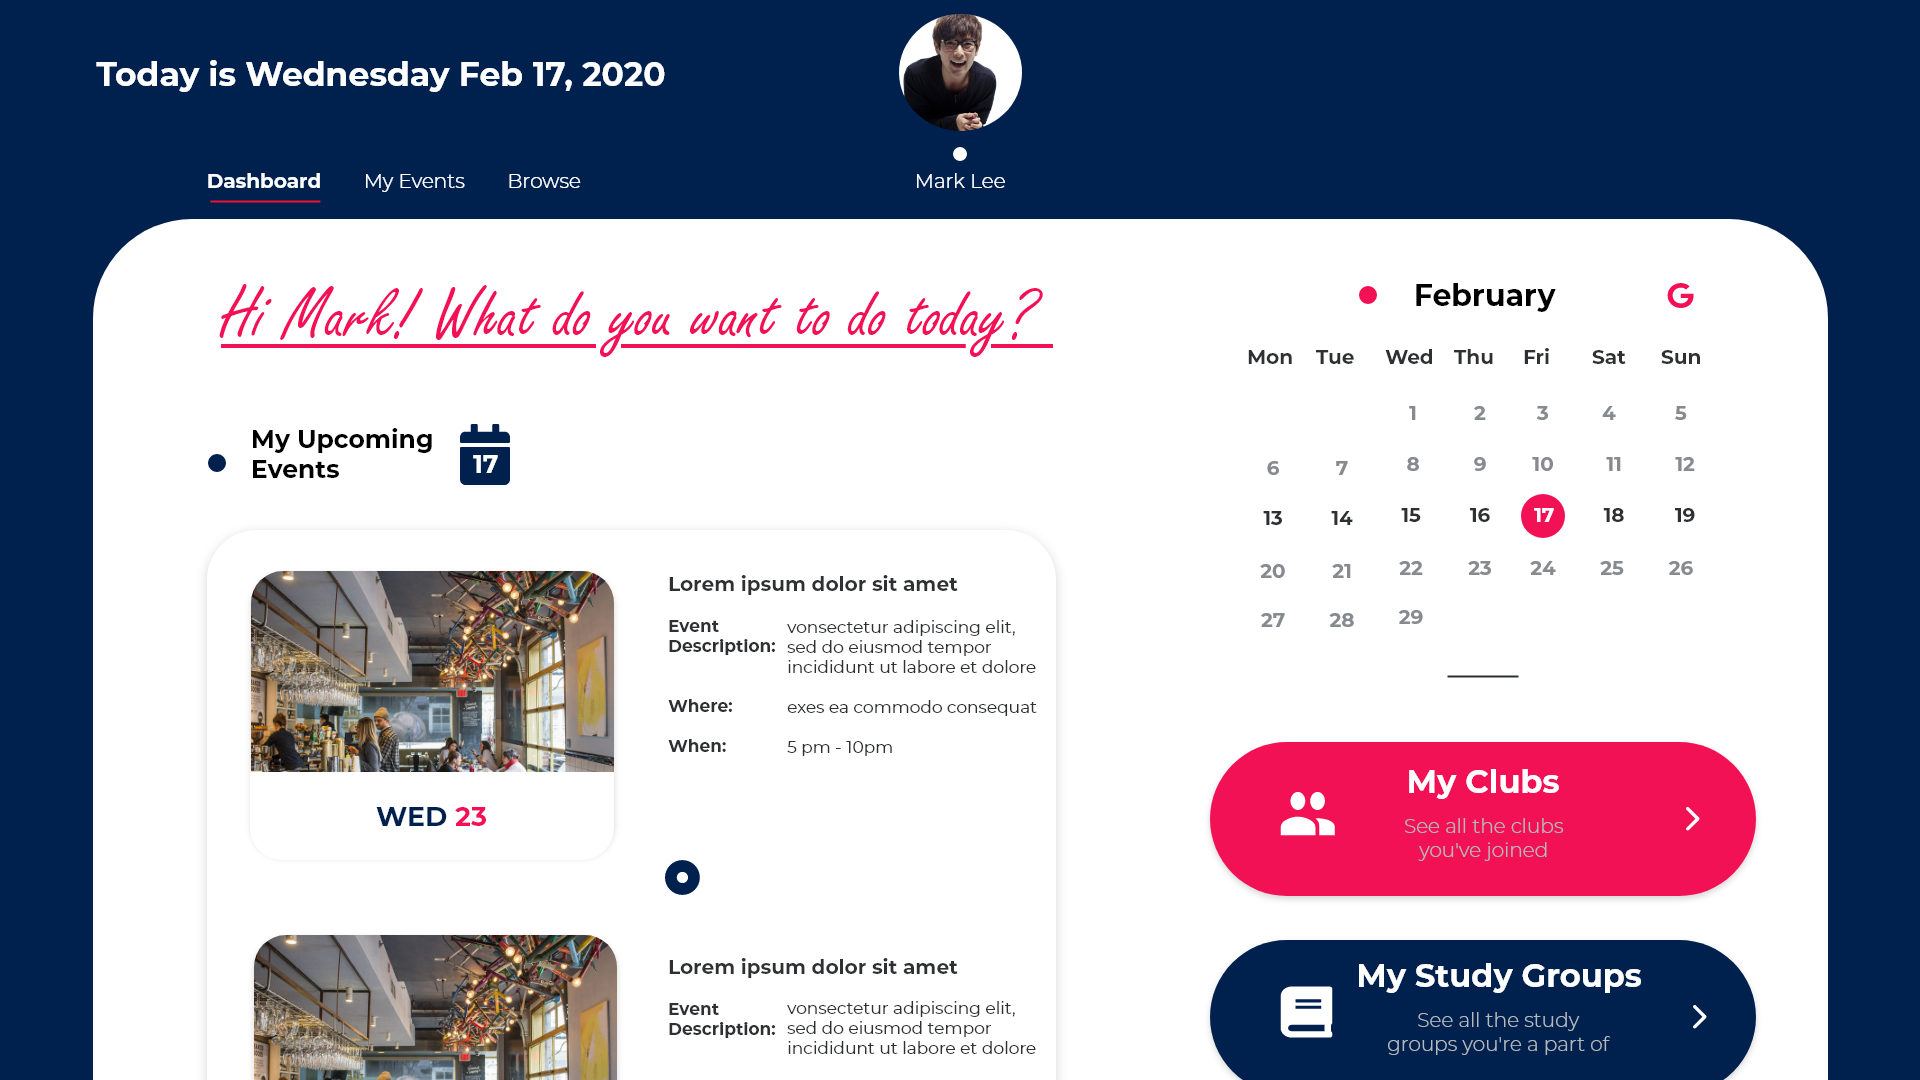 Today is Wednesday Feb 17, 2020
Dashboard
My Events
Browse
Mark Lee
Hi Mark! What do you want to do today?
My Upcoming
Events
17
Lorem ipsum dolor sit amet
Event
Description:
vonsectetur adipiscing elit,
sed do eiusmod tempor
incididunt ut labore et dolore
Where:
exes ea commodo consequat
When:
5 pm - 10pm
WED 23
Lorem ipsum dolor sit amet
Event
Description:
vonsectetur adipiscing elit,
sed do eiusmod tempor
incididunt ut labore et dolore
February
G
Mon Tue Wed Thu Fri Sat Sun
1 2 3 4 5
6 7 8 9 10 11 12
13 14 15 16 17 18 19
20 21 22 23 24 25 26
27 28 29
My Clubs
See all the clubs
you've joined
My Study Groups
See all the study
groups you're a part of